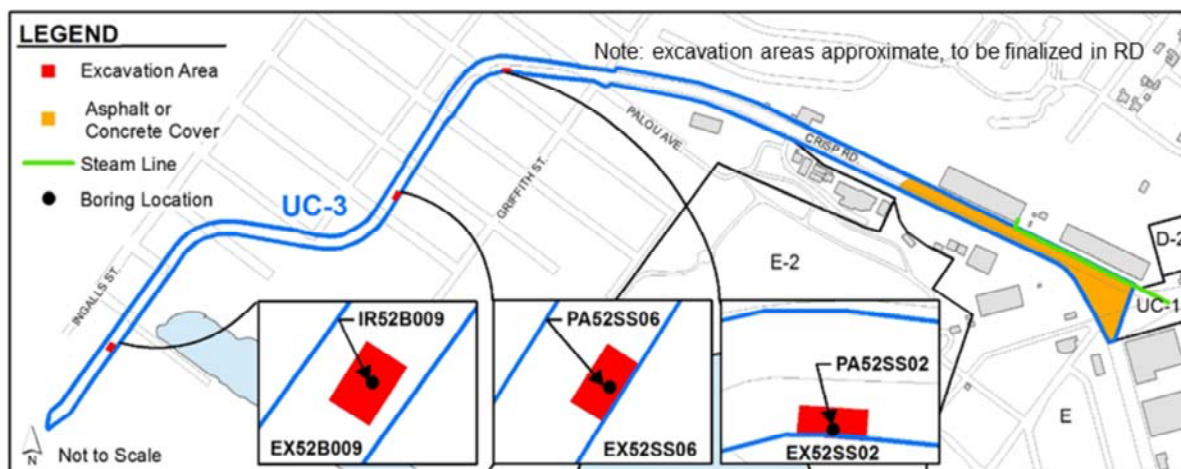 LEGEND
Excavation Area
Asphalt or
Concrete Cover
Steam Line
Boring Location
Note: excavation areas approximate, to be finalized in RD
PALOU AVE.
CRISP RD.
UC-3
GRIFFITH ST.
INGALLS ST.
E-2
D-2
UC-1
E
IR52B009
EX52B009
PA52SS06
EX52SS06
PA52SS02
EX52SS02
N
Not to Scale